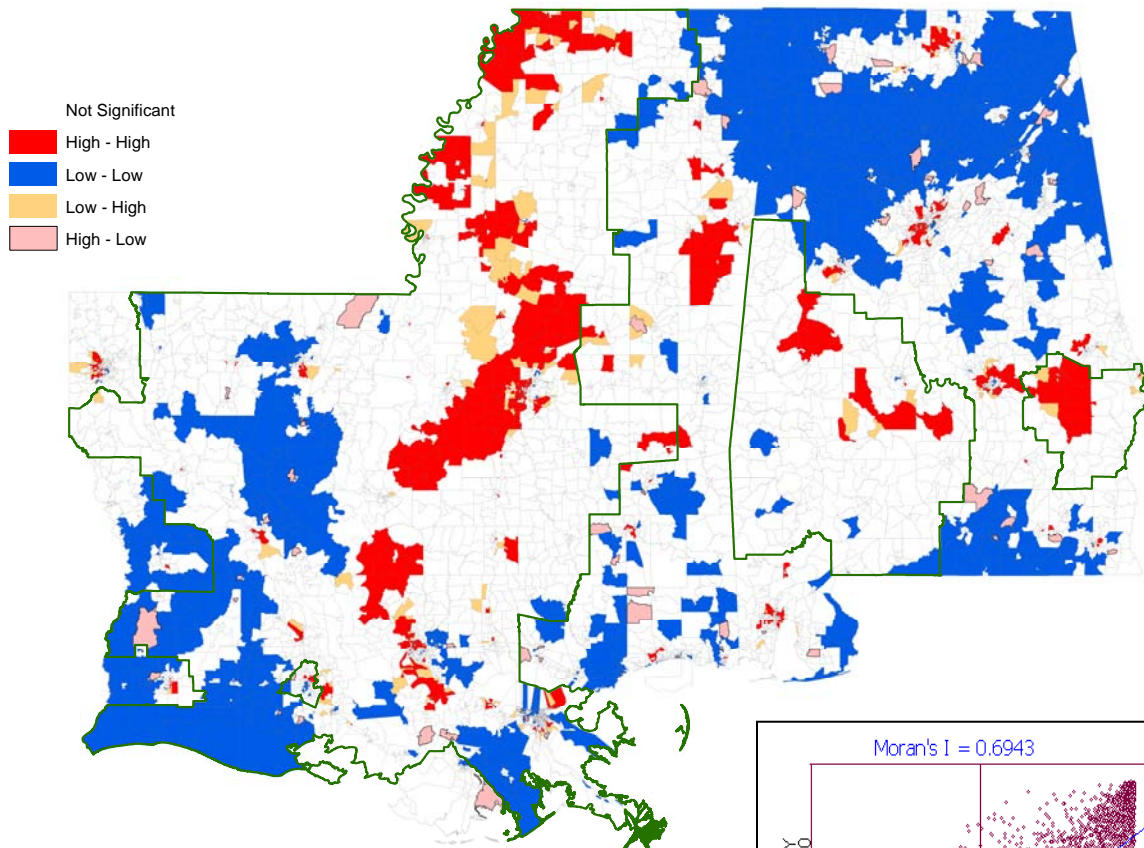 Not Significant
High - High
Low - Low
Low - High
High - Low
Moran's I = 0.6943